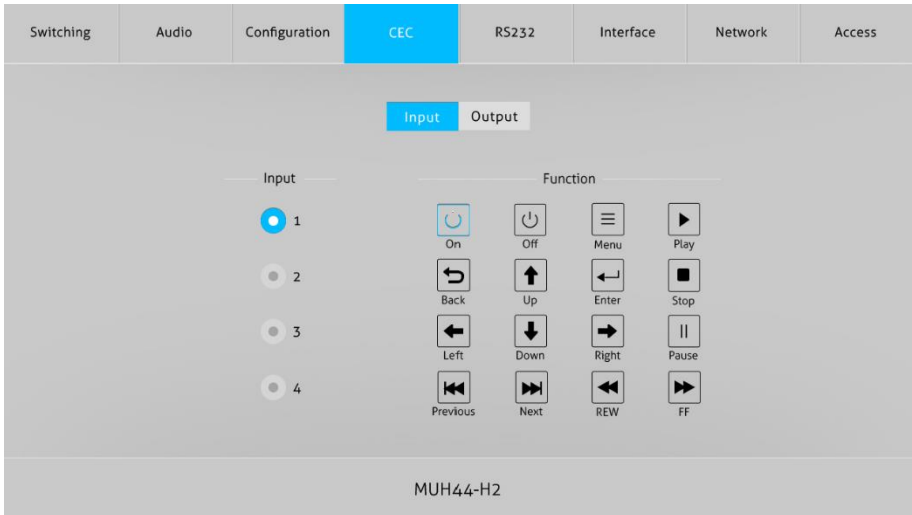 Switching Audio Configuration CEC RS232 Interface Network Access
Input Output
Input Function
1
On Off Menu Play
2
Back Up Enter Stop
3
Left Down Right Pause
4
Previous Next REW FF
MUH44-H2